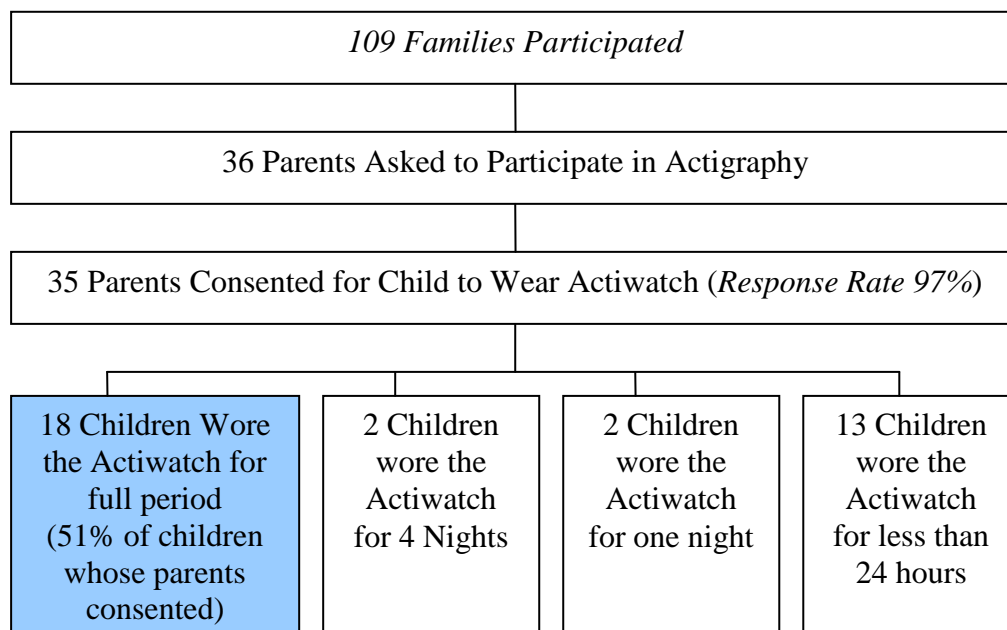 109 Families Participated
36 Parents Asked to Participate in Actigraphy
35 Parents Consented for Child to Wear Actiwatch (Response Rate 97%)
18 Children Wore
the Actiwatch for
full period
(51% of children
whose parents
consented)
2 Children
wore the
Actiwatch
for 4 Nights
2 Children
wore the
Actiwatch
for one night
13 Children
wore the
Actiwatch
for less than
24 hours